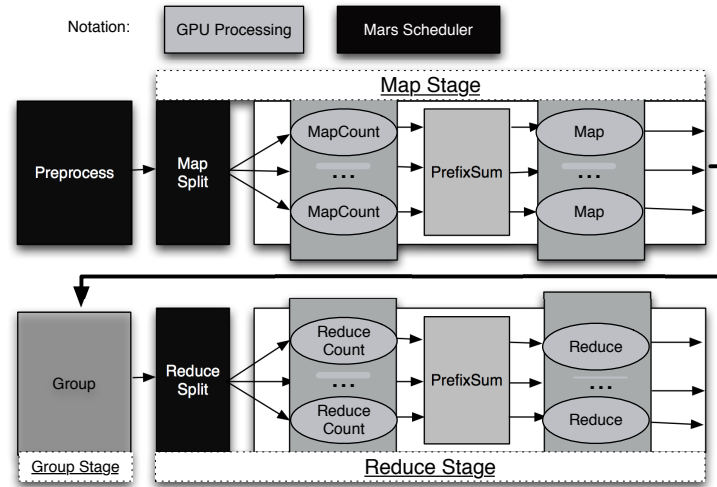 Notation:
GPU Processing
Mars Scheduler
Map Stage
Preprocess
Map
Split
MapCount
...
MapCount
PrefixSum
Map
...
Map
Group
Group Stage
Reduce
Split
Reduce
Count
...
Reduce
Count
PrefixSum
Reduce
...
Reduce
Reduce Stage